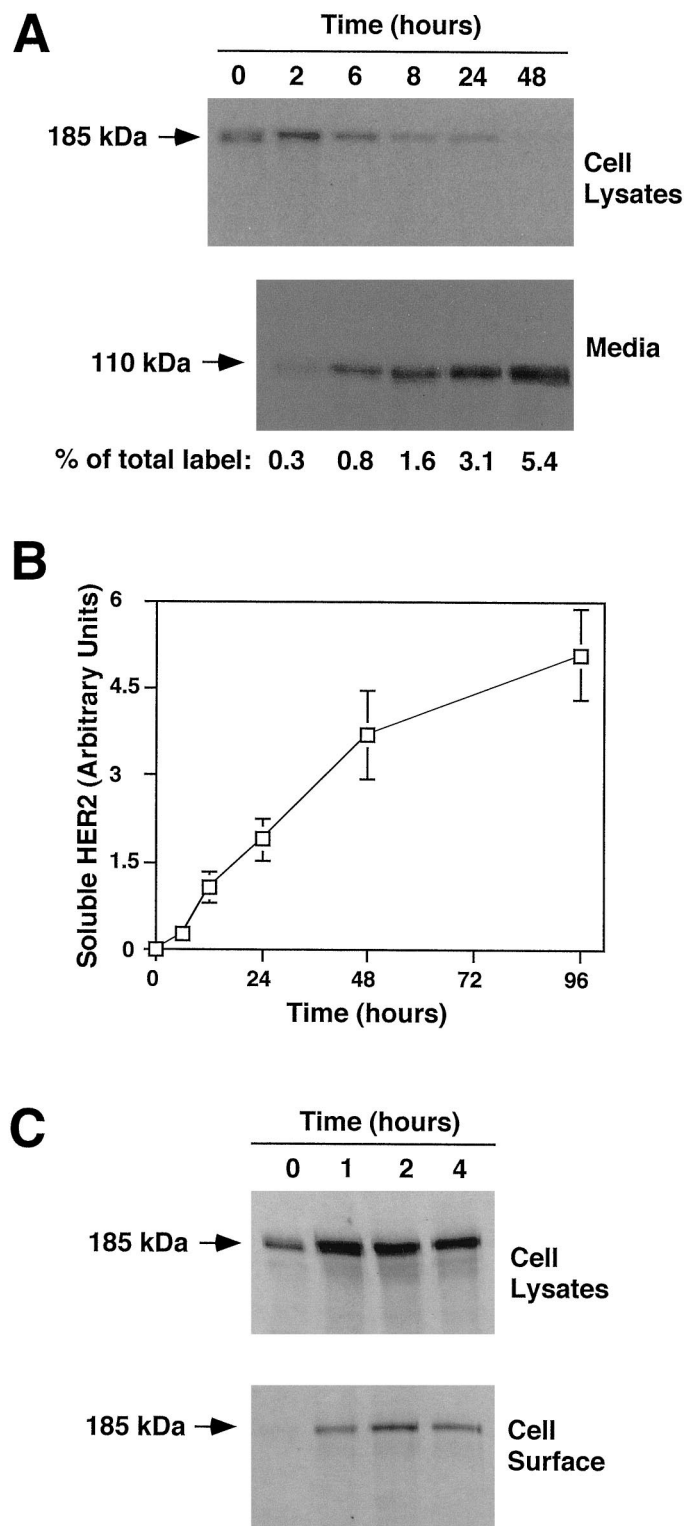 A
Time (hours)
0 2 6 8 24 48
185 kDa
Cell
Lysates
110 kDa
Media
% of total label: 0.3 0.8 1.6 3.1 5.4
B
Soluble HER2 (Arbitrary Units)
6
4.5
3
1.5
0
0 24 48 72 96
Time (hours)
C
Time (hours)
0 1 2 4
185 kDa
Cell
Lysates
185 kDa
Cell
Surface